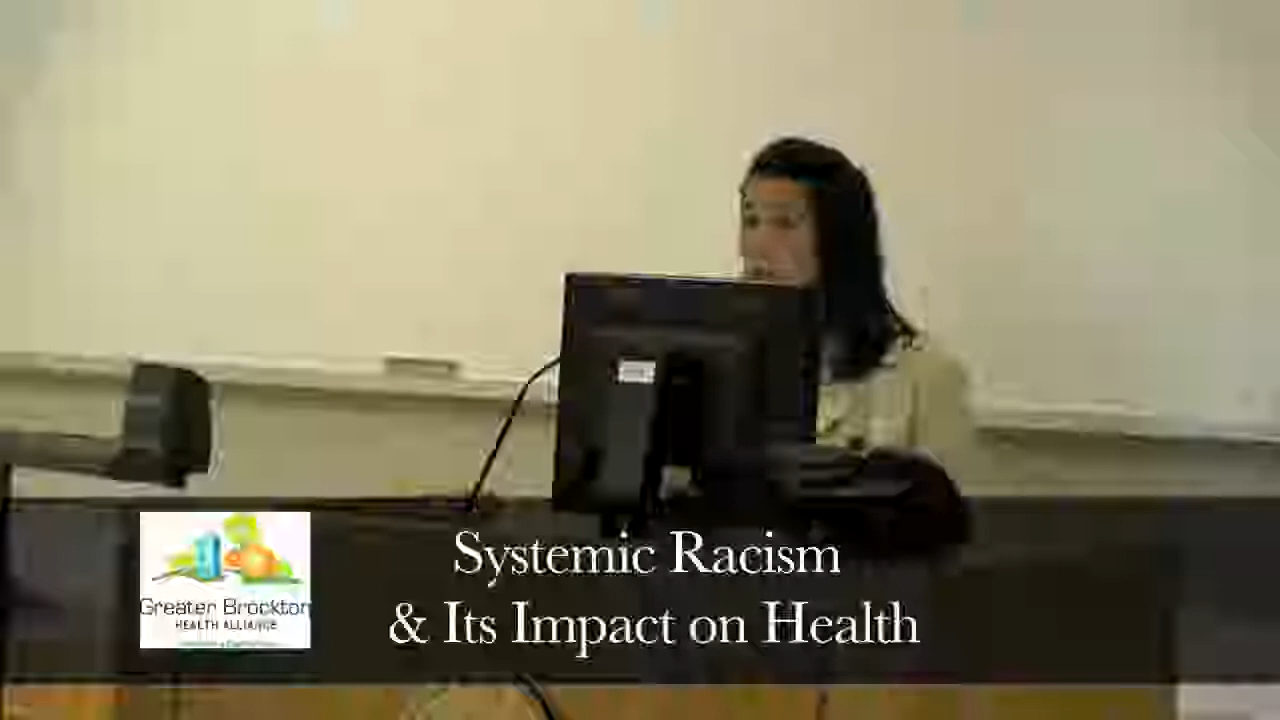 Greater Brockton
HEALTH ALLIANCE
Systemic Racism
& Its Impact on Health